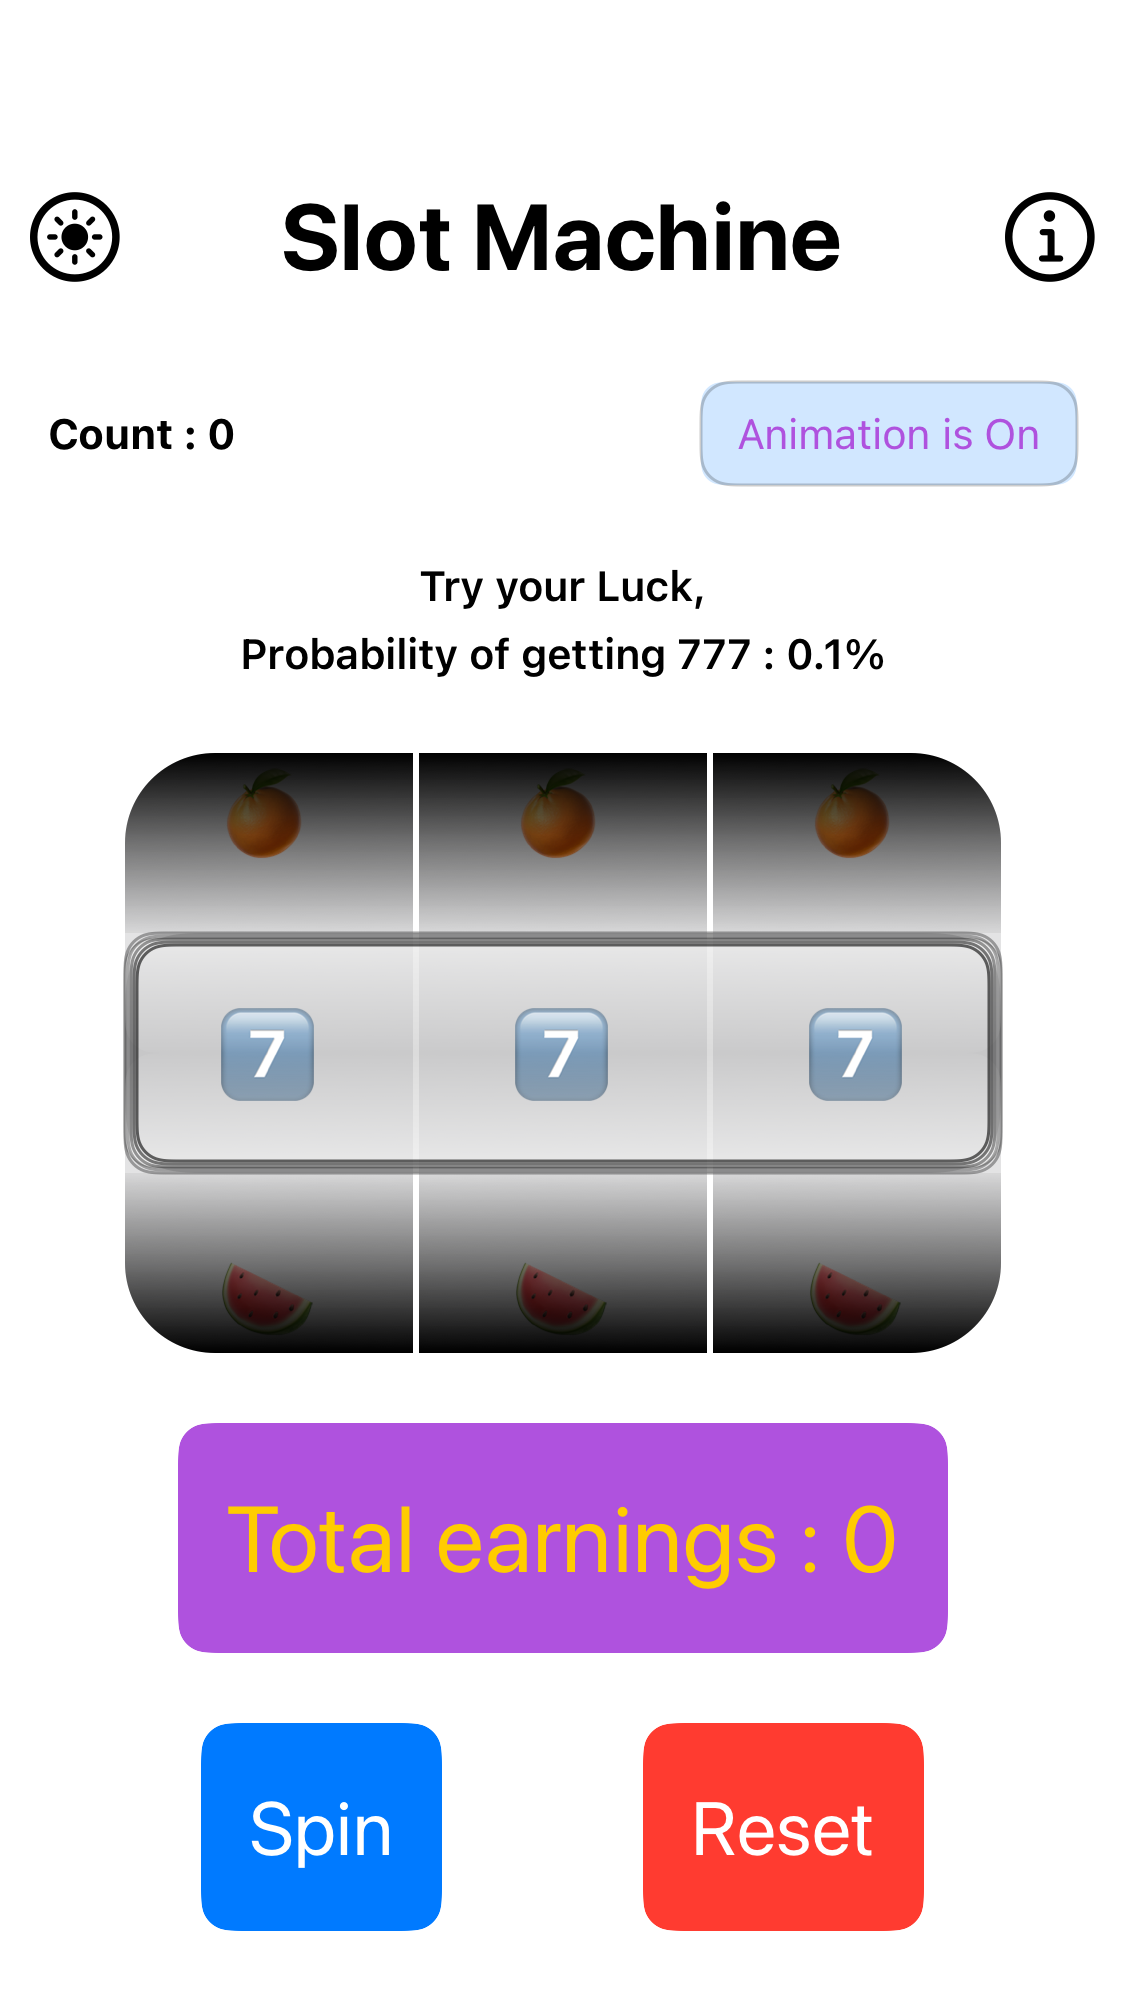 Slot Machine
Count : 0
Animation is On
Try your Luck,
Probability of getting 777 : 0.1%
7 7 7
Total earnings : 0
Spin
Reset